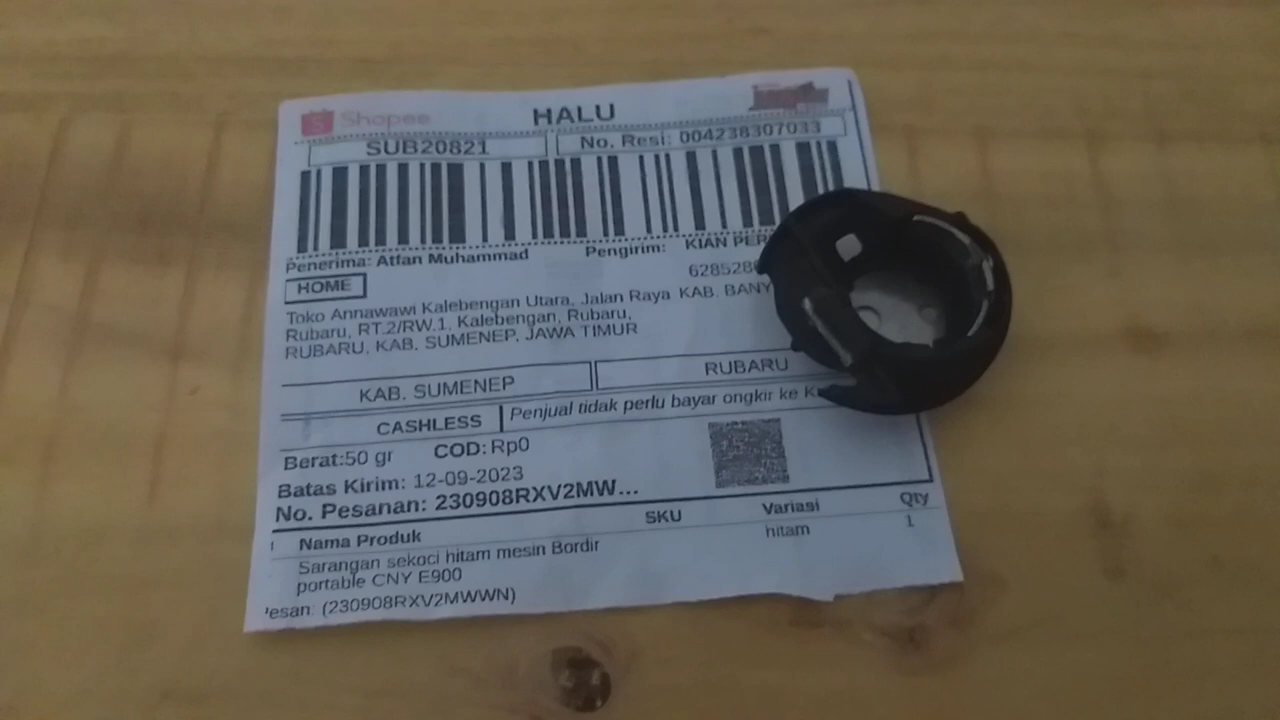 Shopee
HALU
SUB20821
No. Resi: 004238307033
Penerima: Atfan Muhammad
Pengirim: KIAN
HOME
Toko Annawawi Kalebengan Utara, Jalan Raya
Rubaru, RT.2/RW.1, Kalebengan, Rubaru,
RUBARU, KAB. SUMENEP, JAWA TIMUR
KAB.
KAB. SUMENEP
RUBARU
CASHLESS
Penjual tidak perlu bayar ongkir ke
Berat:50 gr
COD: Rp0
Batas Kirim: 12-09-2023
No. Pesanan: 230908RXV2MW...
Nama Produk
SKU
Variasi
Qty
Sarangan sekoci hitam mesin Bordir
portable CNY E900
hitam
1
esan: (230908RXV2MWWN)